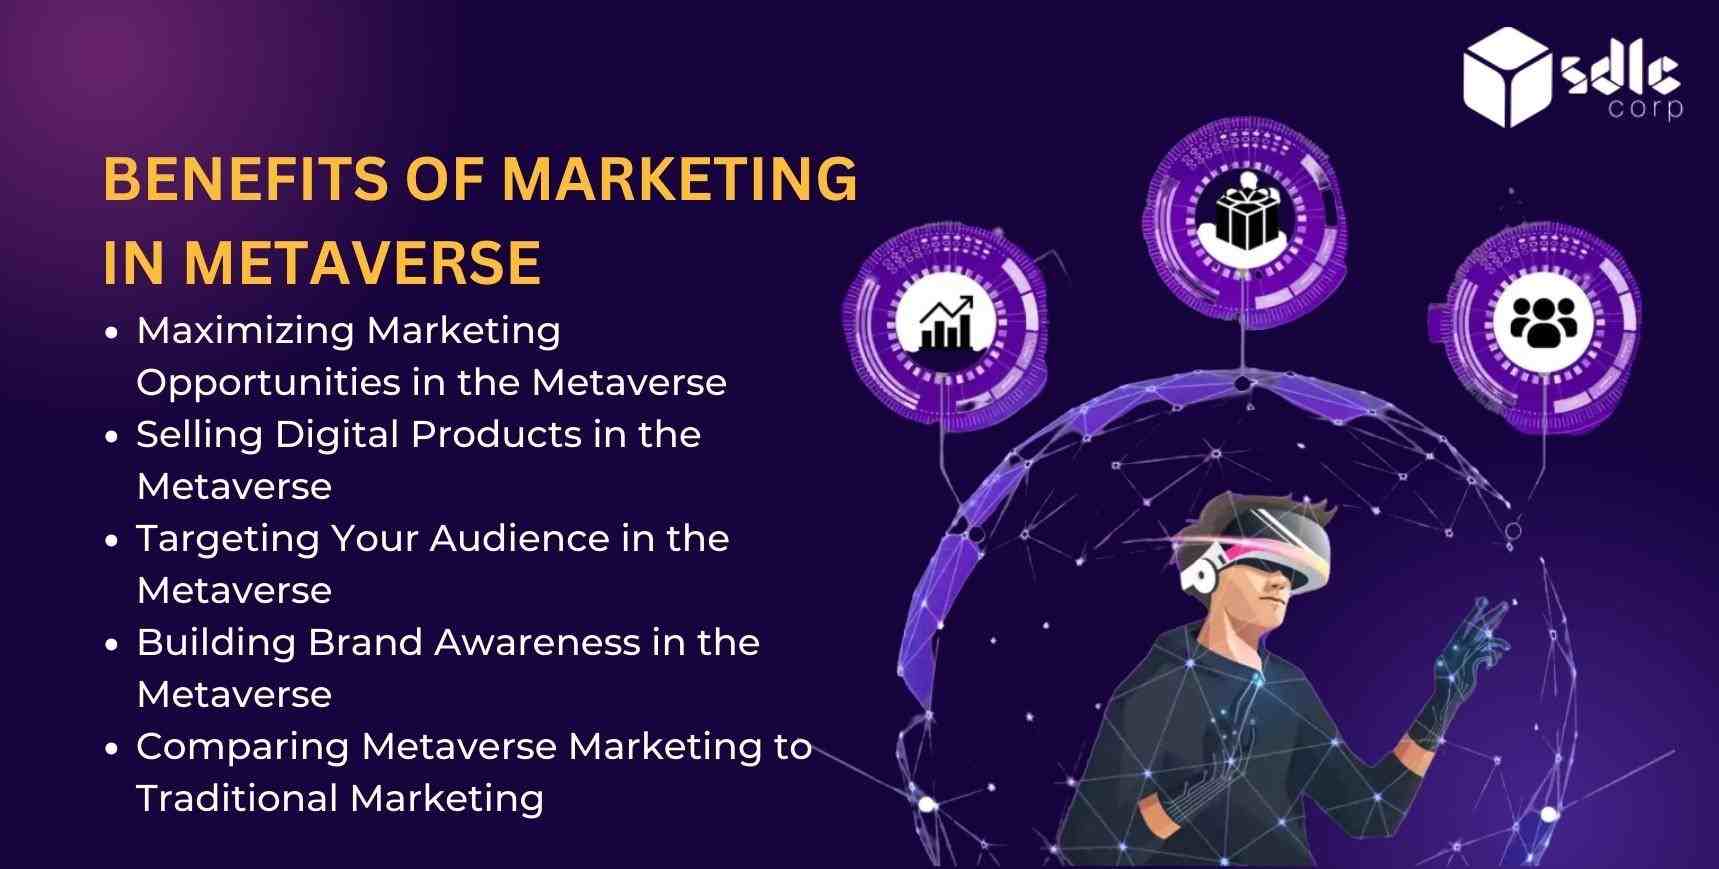 sdlc
corp
BENEFITS OF MARKETING
IN METAVERSE
• Maximizing Marketing
Opportunities in the Metaverse
• Selling Digital Products in the
Metaverse
• Targeting Your Audience in the
Metaverse
• Building Brand Awareness in the
Metaverse
• Comparing Metaverse Marketing to
Traditional Marketing